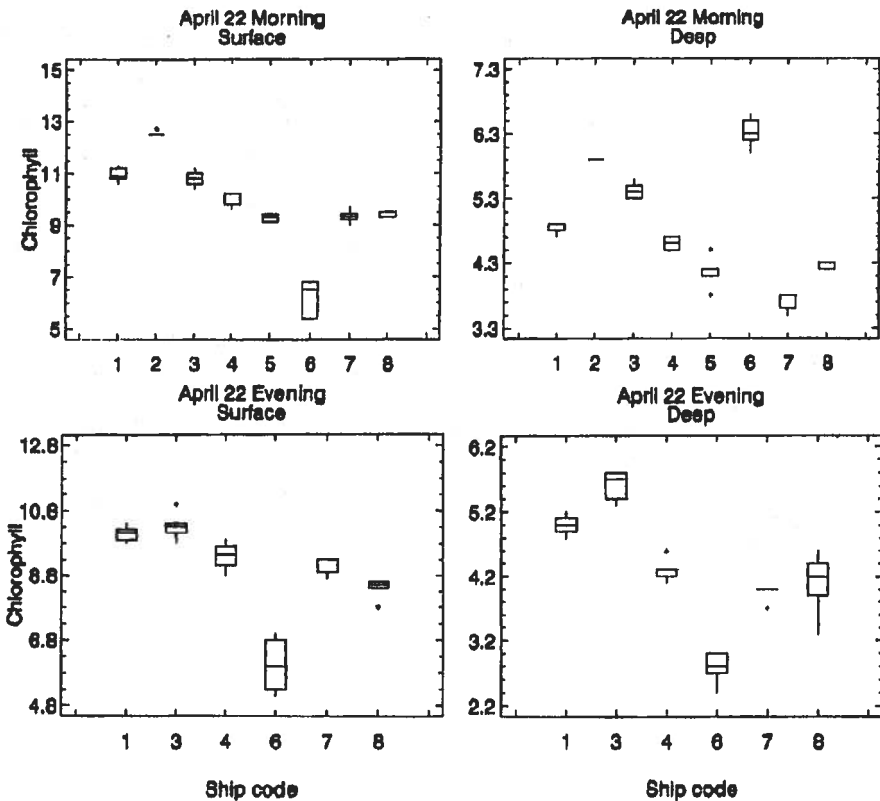 April 22 Morning
Surface
April 22 Morning
Deep
Chlorophyll
15
13
11
9
7
5
1 2 3 4 5 6 7 8
7.3
6.3
5.3
4.3
3.3
1 2 3 4 5 6 7 8
April 22 Evening
Surface
April 22 Evening
Deep
Chlorophyll
12.8
10.8
8.8
6.8
4.8
1 3 4 6 7 8
Ship code
6.2
5.2
4.2
3.2
2.2
1 3 4 6 7 8
Ship code